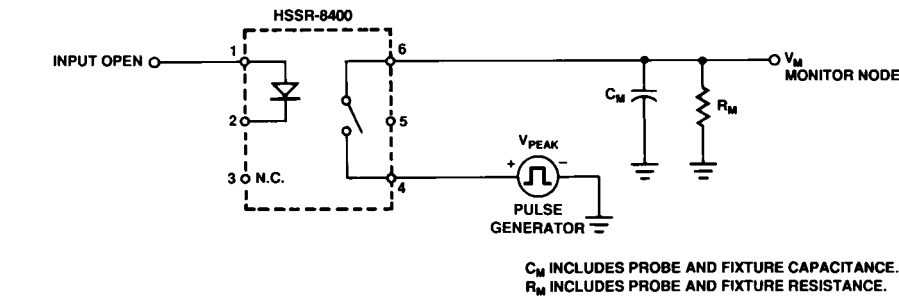 HSSR-8400
INPUT OPEN
1
6
V_M
MONITOR NODE
C_M
R_M
2
5
V_PEAK
+ −
3 N.C.
4
PULSE
GENERATOR
C_M INCLUDES PROBE AND FIXTURE CAPACITANCE.
R_M INCLUDES PROBE AND FIXTURE RESISTANCE.